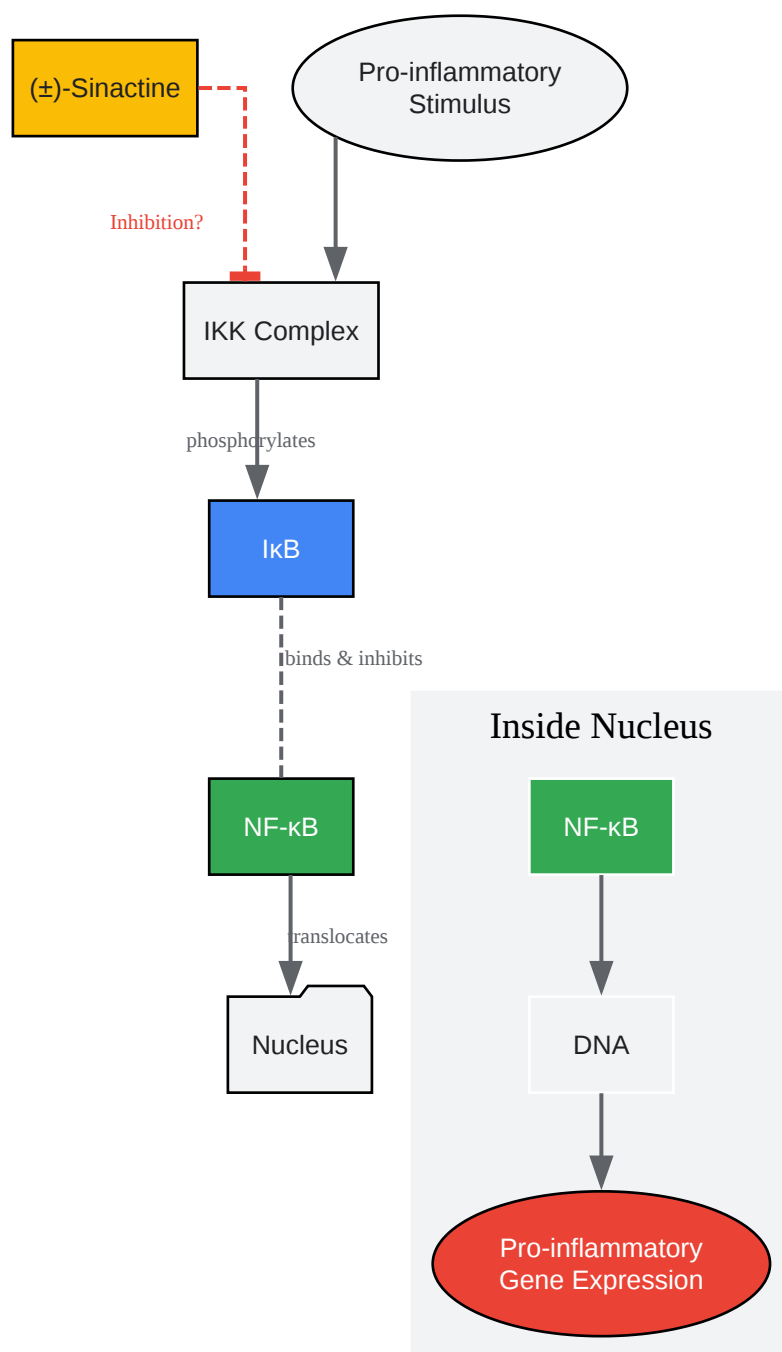 (±)-Sinactine
Pro-inflammatory
Stimulus
Inhibition?
IKK Complex
phosphorylates
IκB
binds & inhibits
Inside Nucleus
NF-κB
NF-κB
translocates
Nucleus
DNA
Pro-inflammatory
Gene Expression